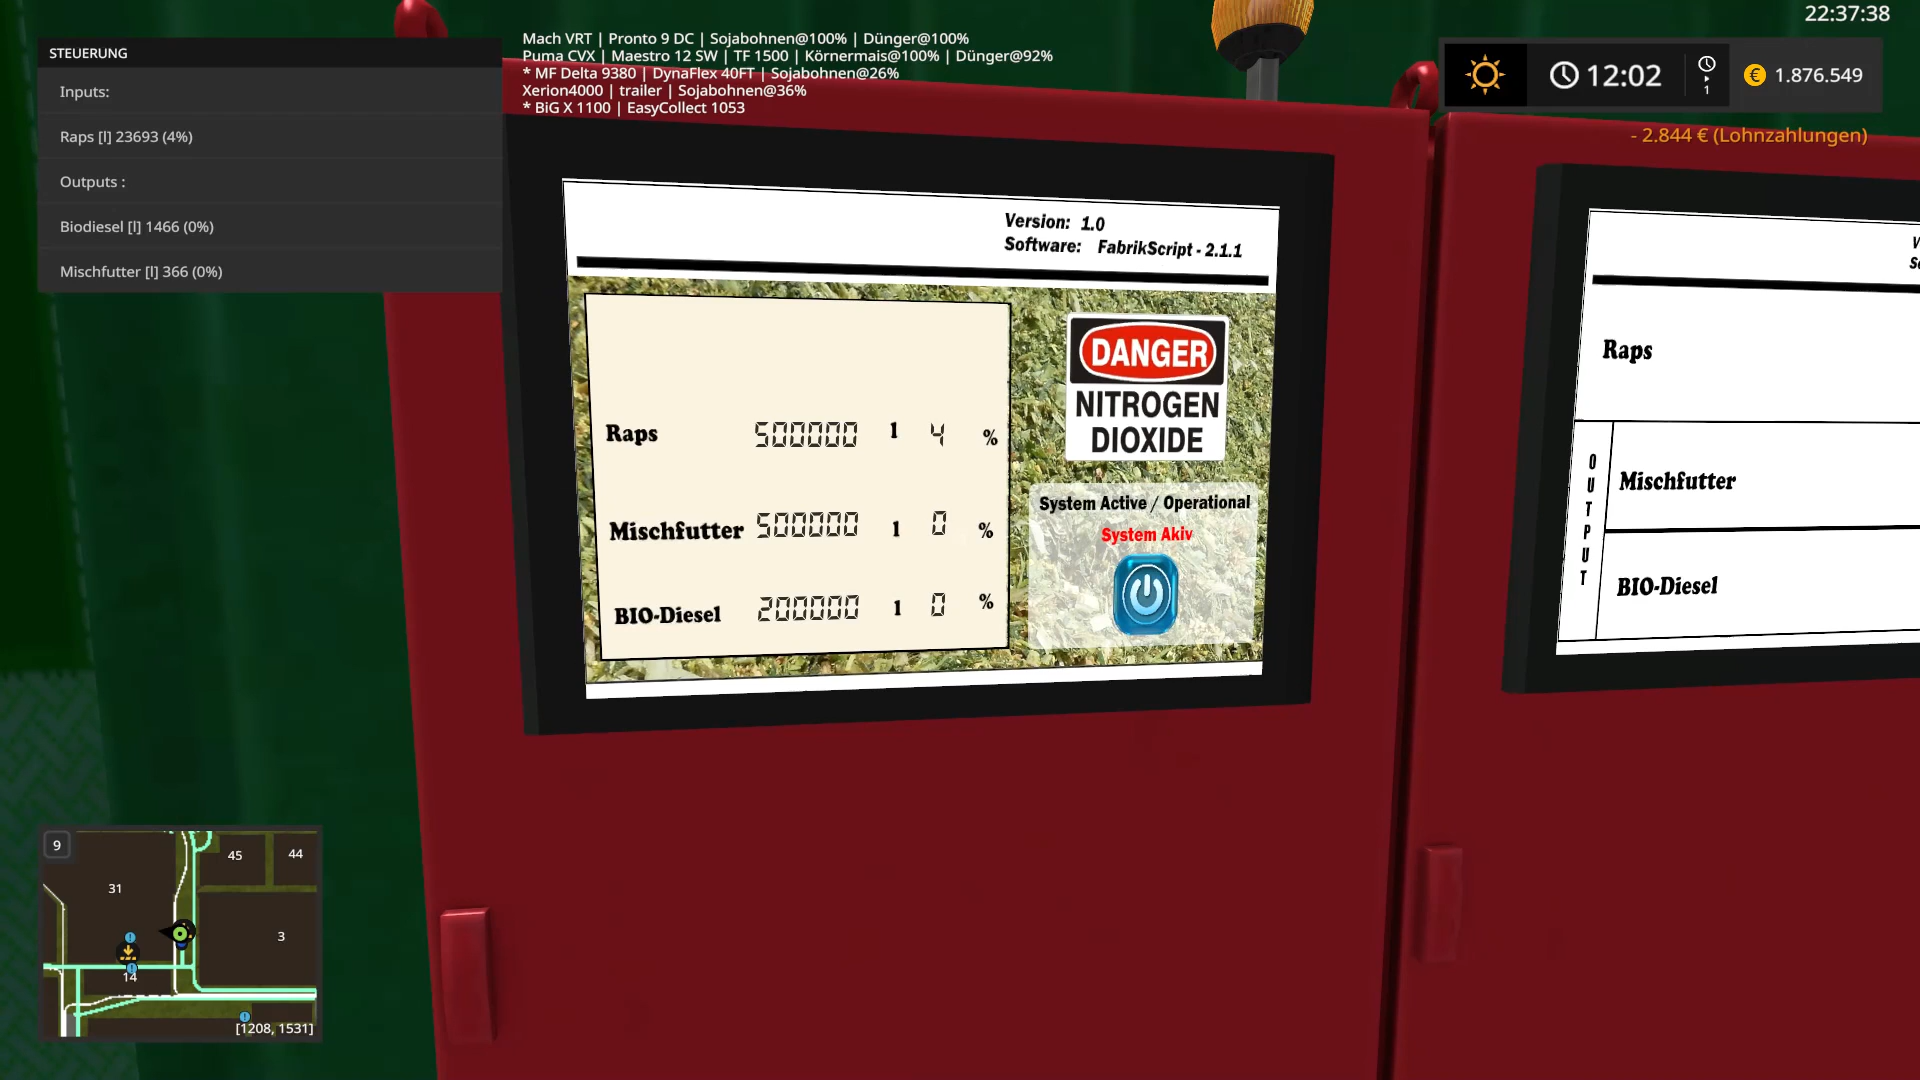 22:37:38
STEUERUNG
Inputs:
Raps [l] 23693 (4%)
Outputs :
Biodiesel [l] 1466 (0%)
Mischfutter [l] 366 (0%)
Mach VRT | Pronto 9 DC | Sojabohnen@100% | Dünger@100%
Puma CVX | Maestro 12 SW | TF 1500 | Körnermais@100% | Dünger@92%
* MF Delta 9380 | DynaFlex 40FT | Sojabohnen@26%
Xerion4000 | trailer | Sojabohnen@36%
* BiG X 1100 | EasyCollect 1053
12:02
1
€ 1.876.549
- 2.844 € (Lohnzahlungen)
Version: 1.0
Software: FabrikScript - 2.1.1
Raps 500000 l 4 %
Mischfutter 500000 l 0 %
BIO-Diesel 200000 l 0 %
DANGER
NITROGEN
DIOXIDE
System Active / Operational
System Akiv
Raps
OUTPUT
Mischfutter
BIO-Diesel
9
45
44
31
3
14
[1208, 1531]